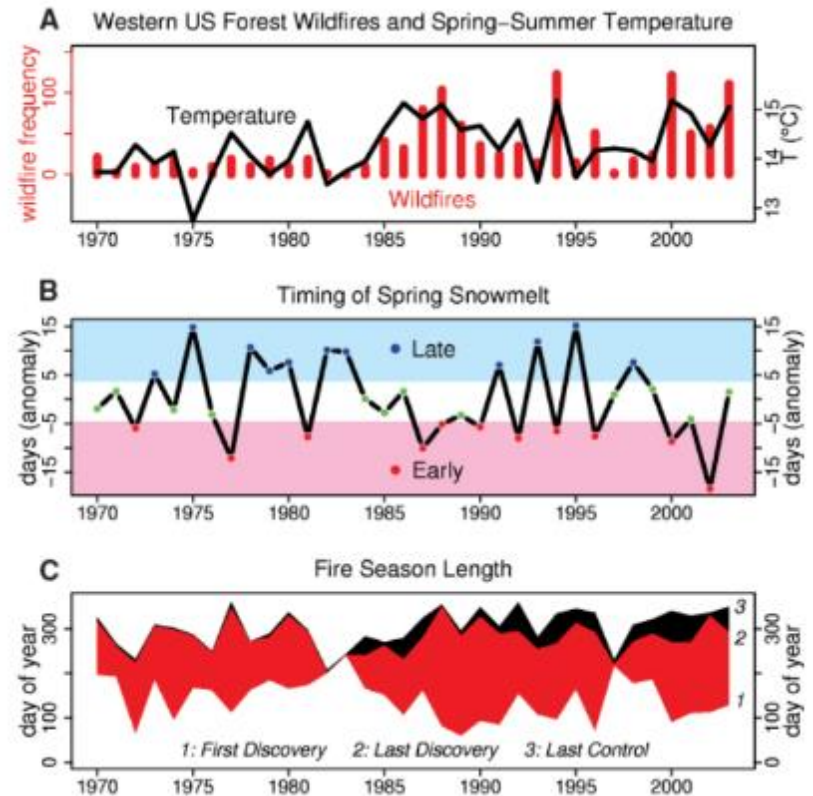 A Western US Forest Wildfires and Spring–Summer Temperature
wildfire frequency
0 100
Temperature
Wildfires
13 14 15
T (°C)
1970 1975 1980 1985 1990 1995 2000
B Timing of Spring Snowmelt
days (anomaly)
−15 −5 5 15
Late
Early
−15 −5 5 15
days (anomaly)
1970 1975 1980 1985 1990 1995 2000
C Fire Season Length
day of year
0 100 300
3
2
1
1: First Discovery 2: Last Discovery 3: Last Control
0 100 300
day of year
1970 1975 1980 1985 1990 1995 2000